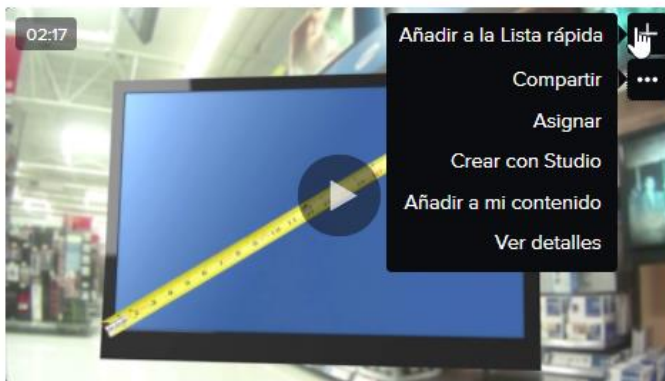 02:17
Añadir a la Lista rápida
Compartir
Asignar
Crear con Studio
Añadir a mi contenido
Ver detalles